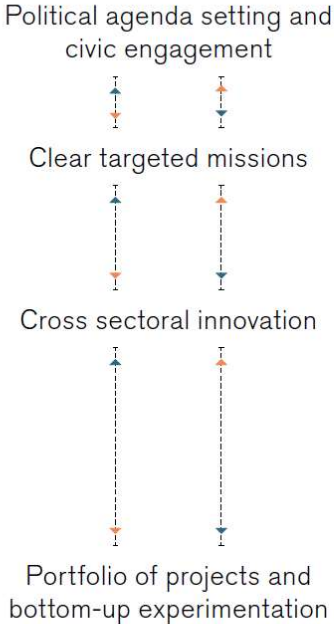 Political agenda setting and
civic engagement
Clear targeted missions
Cross sectoral innovation
Portfolio of projects and
bottom-up experimentation